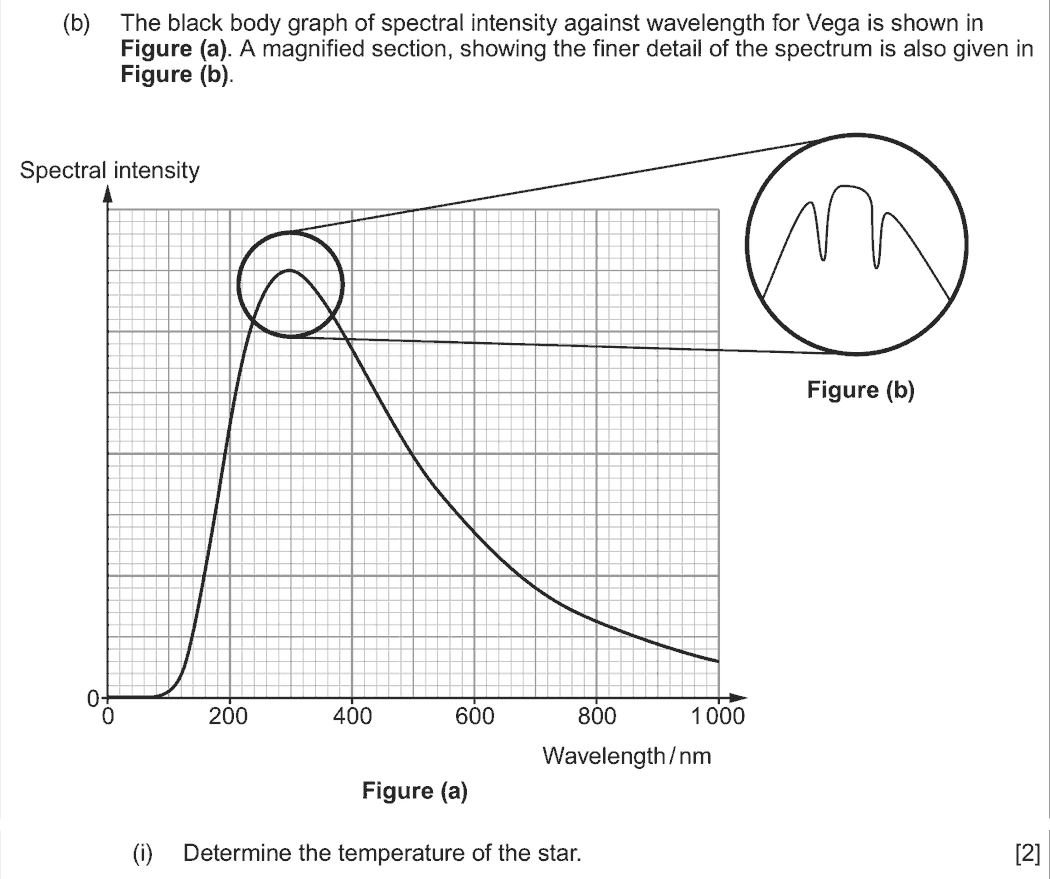 (b) The black body graph of spectral intensity against wavelength for Vega is shown in
Figure (a). A magnified section, showing the finer detail of the spectrum is also given in
Figure (b).
Spectral intensity
Figure (b)
0
0 200 400 600 800 1000
Wavelength/nm
Figure (a)
(i) Determine the temperature of the star. [2]